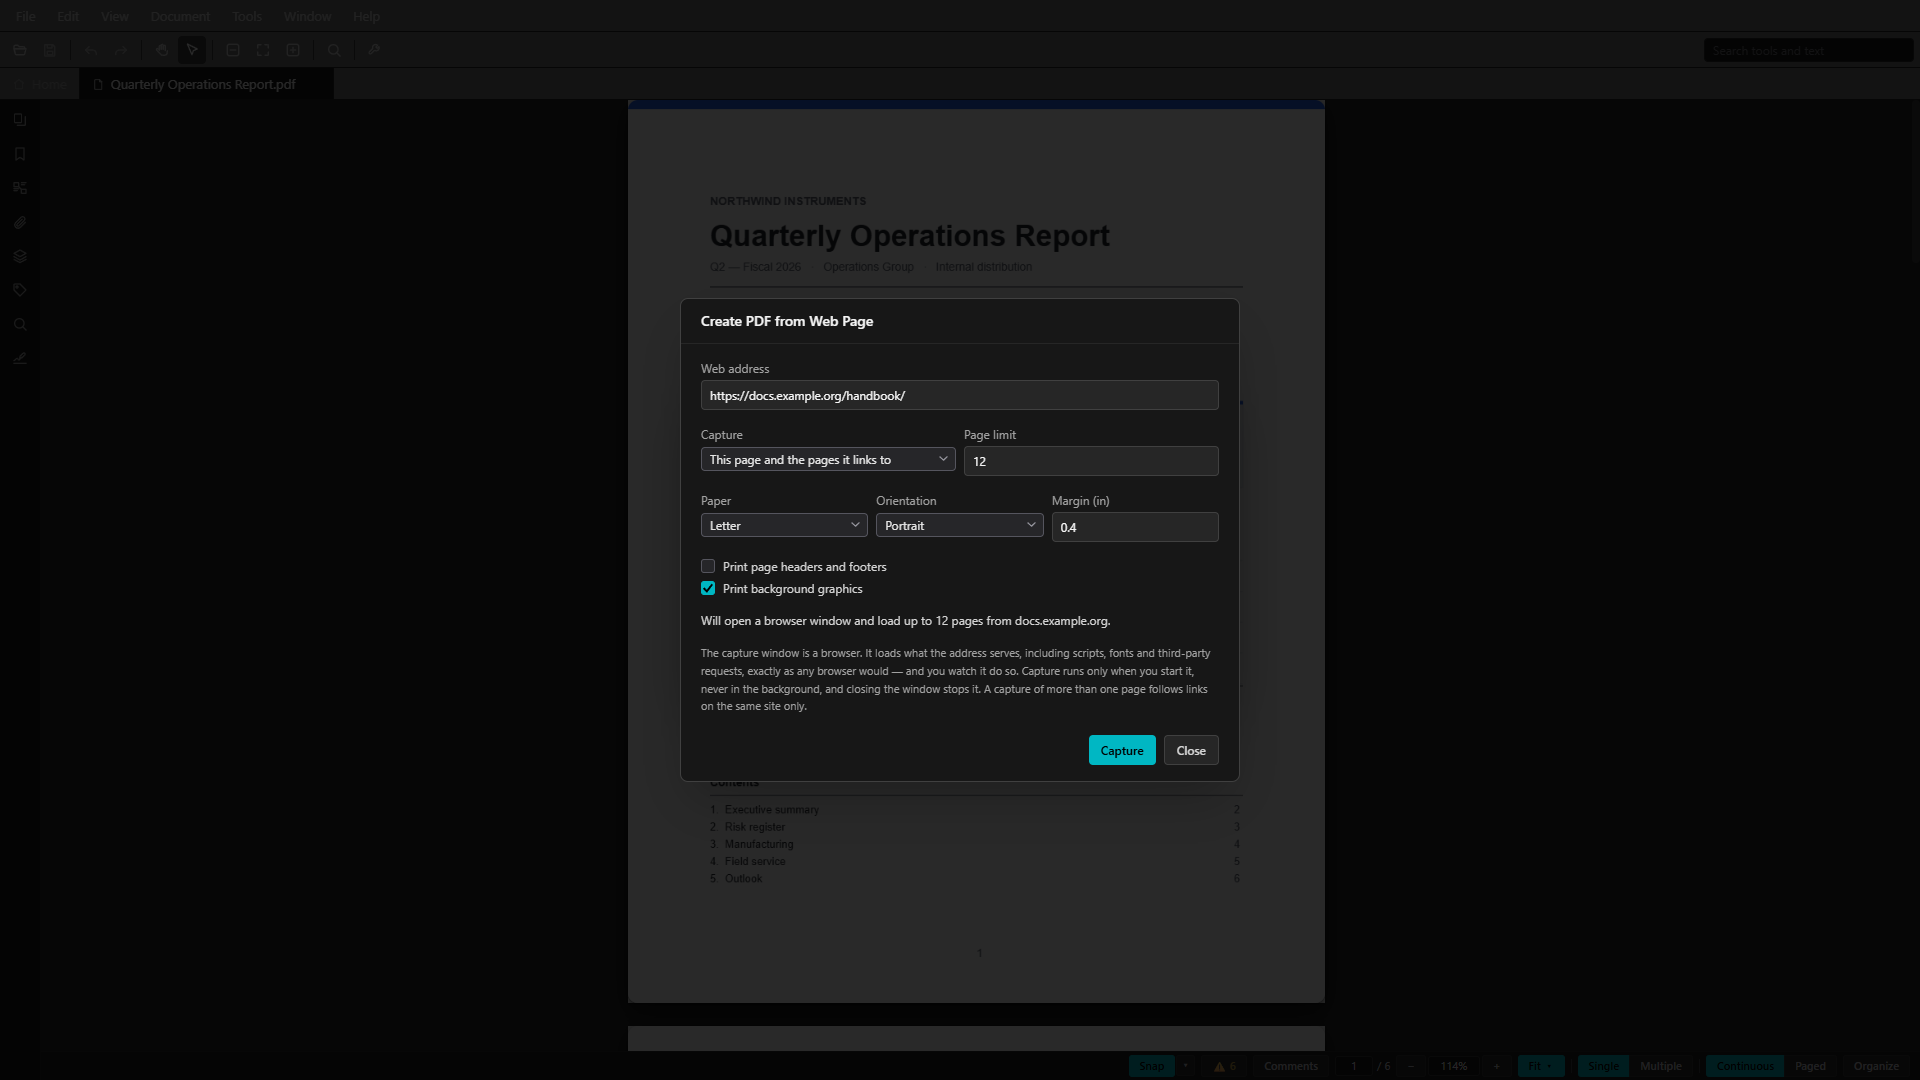 File Edit View Document Tools Window Help
Search tools and text
Home Quarterly Operations Report.pdf
NORTHWIND INSTRUMENTS
Quarterly Operations Report
Q2 — Fiscal 2026 Operations Group Internal distribution
Create PDF from Web Page
Web address
https://docs.example.org/handbook/
Capture Page limit
This page and the pages it links to 12
Paper Orientation Margin (in)
Letter Portrait 0.4
Print page headers and footers
Print background graphics
Will open a browser window and load up to 12 pages from docs.example.org.
The capture window is a browser. It loads what the address serves, including scripts, fonts and third-party
requests, exactly as any browser would — and you watch it do so. Capture runs only when you start it,
never in the background, and closing the window stops it. A capture of more than one page follows links
on the same site only.
Capture Close
Contents
1. Executive summary 2
2. Risk register 3
3. Manufacturing 4
4. Field service 5
5. Outlook 6
1
Snap 6 Comments 1 / 6 − 114% + Fit Single Multiple Continuous Paged Organize